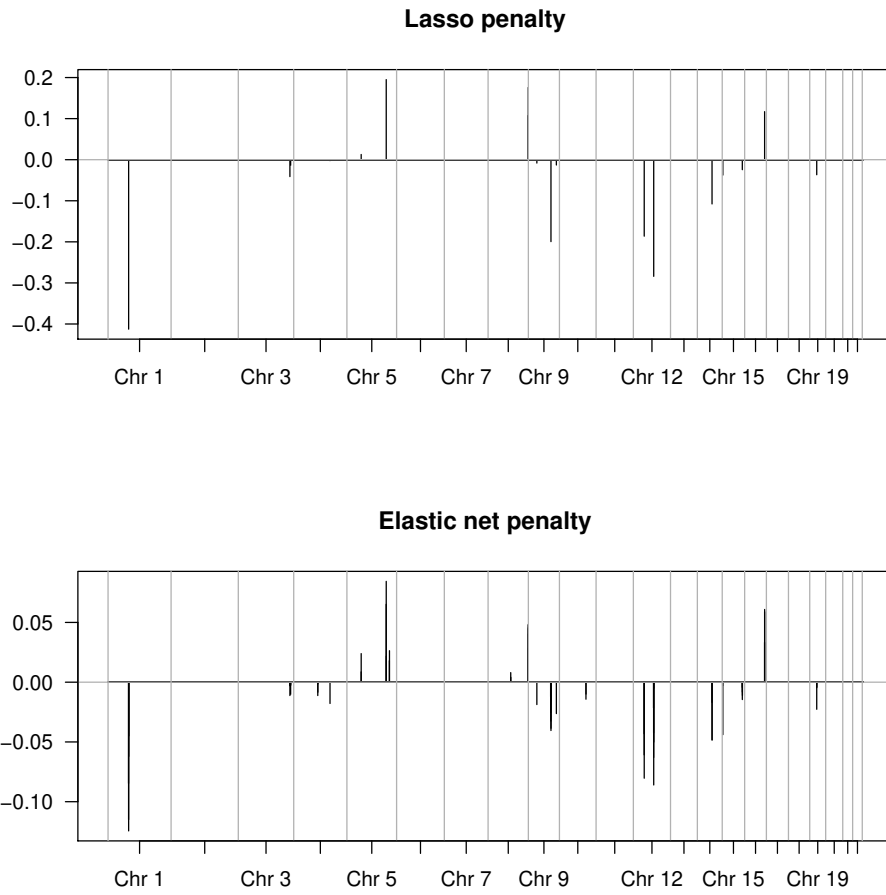 Lasso penalty
0.2
0.1
0.0
−0.1
−0.2
−0.3
−0.4
Chr 1 Chr 3 Chr 5 Chr 7 Chr 9 Chr 12 Chr 15 Chr 19
Elastic net penalty
0.05
0.00
−0.05
−0.10
Chr 1 Chr 3 Chr 5 Chr 7 Chr 9 Chr 12 Chr 15 Chr 19